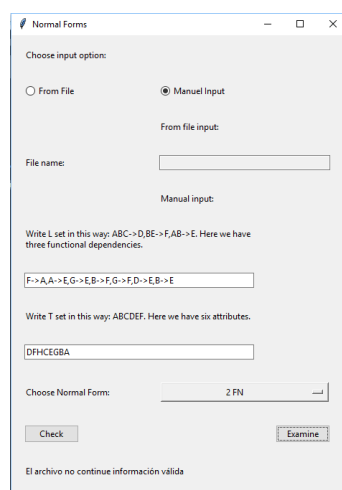 Normal Forms
Choose input option:
From File
Manuel Input
From file input:
File name:
Manual input:
Write L set in this way: ABC->D,BE->F,AB->E. Here we have
three functional dependencies.
F->A,A->E,G->E,B->F,G->F,D->E,B->E
Write T set in this way: ABCDEF. Here we have six attributes.
DFHCEGBA
Choose Normal Form:
2 FN
Check
Examine
El archivo no continue información válida